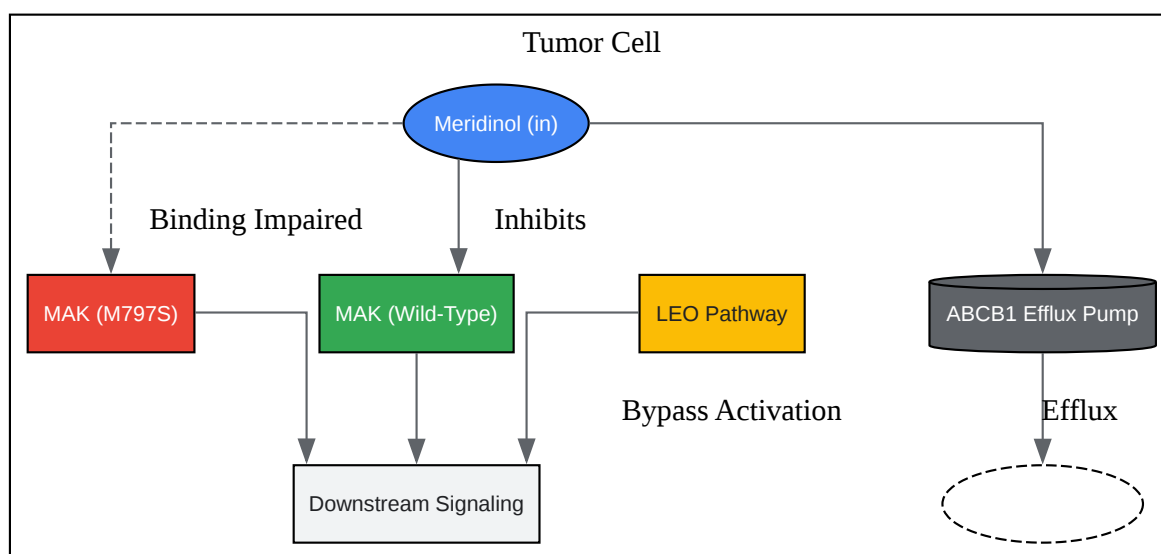 Tumor Cell
Meridinol (in)
Binding Impaired
Inhibits
MAK (M797S)
MAK (Wild-Type)
LEO Pathway
ABCB1 Efflux Pump
Bypass Activation
Efflux
Downstream Signaling